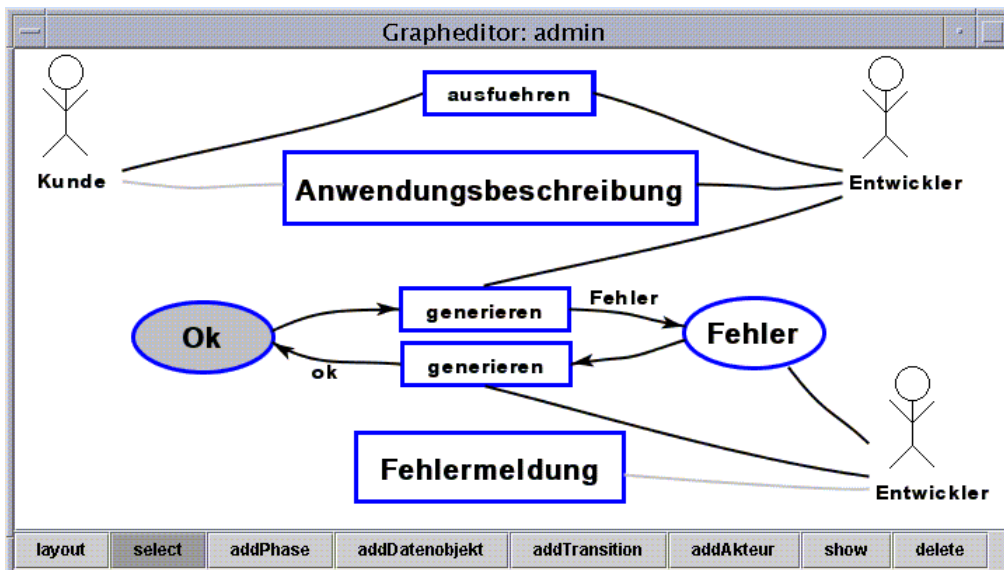 Grapheditor: admin
ausfuehren
Kunde
Anwendungsbeschreibung
Entwickler
generieren
Fehler
Ok
Fehler
ok
generieren
Fehlermeldung
Entwickler
layout select addPhase addDatenobjekt addTransition addAkteur show delete